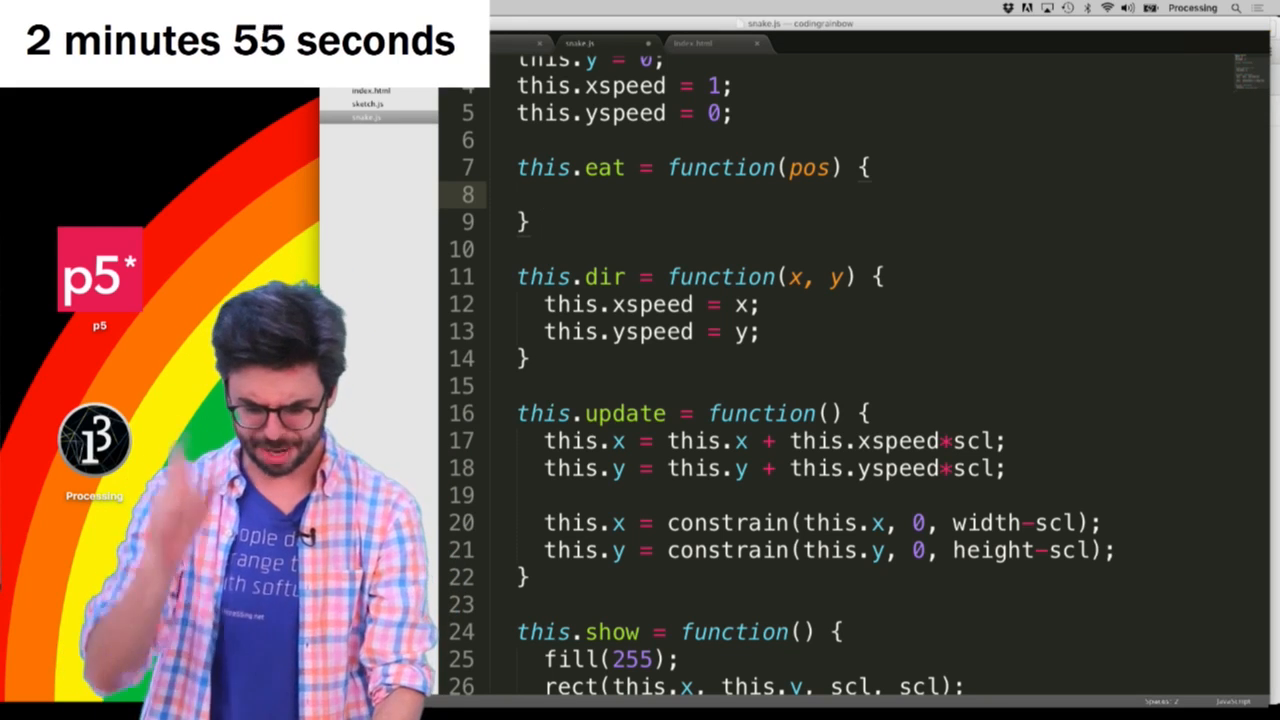 2 minutes 55 seconds
Processing
snake.js — codingrainbow
snake.js
index.html
index.html
sketch.js
snake.js
this.y = 0;
4 this.xspeed = 1;
5 this.yspeed = 0;
6
7 this.eat = function(pos) {
8
9 }
10
11 this.dir = function(x, y) {
12 this.xspeed = x;
13 this.yspeed = y;
14 }
15
16 this.update = function() {
17 this.x = this.x + this.xspeed*scl;
18 this.y = this.y + this.yspeed*scl;
19
20 this.x = constrain(this.x, 0, width-scl);
21 this.y = constrain(this.y, 0, height-scl);
22 }
23
24 this.show = function() {
25 fill(255);
26 rect(this.x, this.y, scl, scl);
p5*
p5
Processing
Spaces: 2
JavaScript